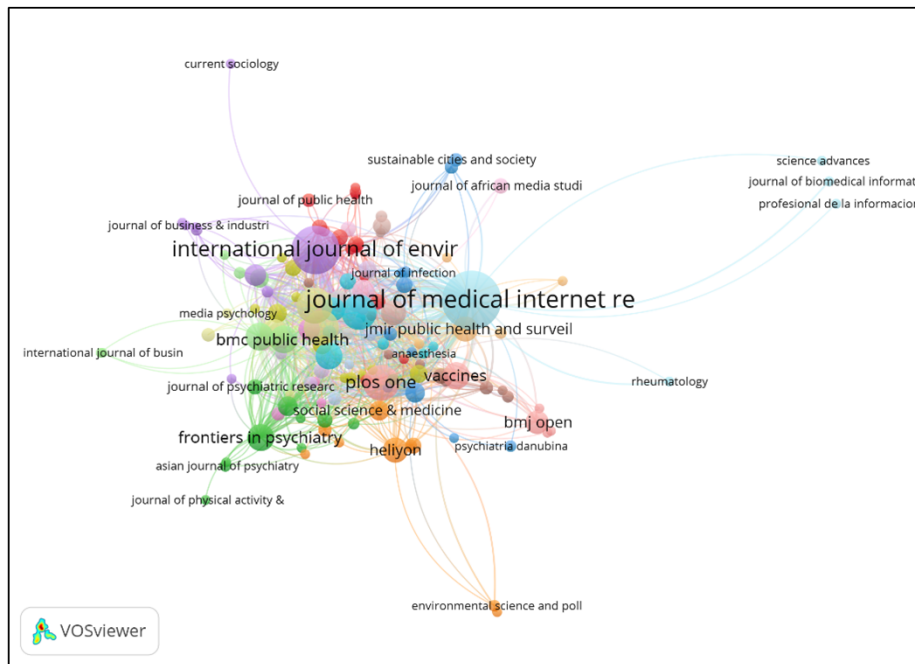 current sociology
sustainable cities and society
science advances
journal of african media studi
journal of biomedical informat
journal of public health
profesional de la informacion
journal of business & industri
international journal of envir
journal of infection
journal of medical internet re
media psychology
jmir public health and surveil
bmc public health
international journal of busin
anaesthesia
rheumatology
plos one
vaccines
journal of psychiatric researc
social science & medicine
bmj open
frontiers in psychiatry
heliyon
psychiatria danubina
asian journal of psychiatry
journal of physical activity &
environmental science and poll
VOSviewer